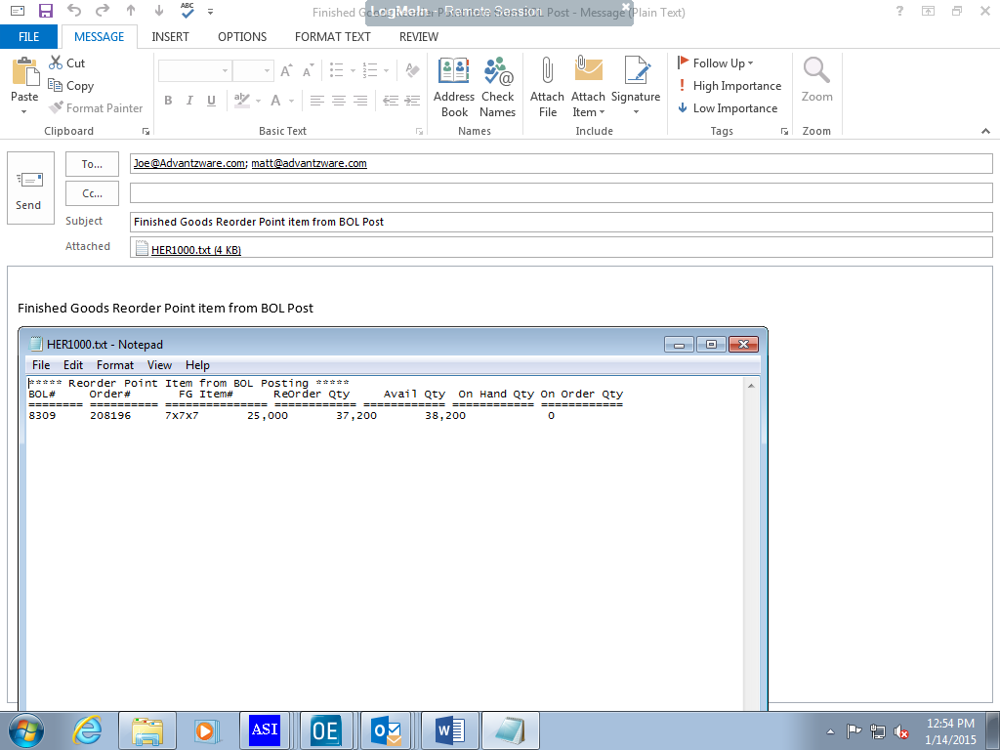 Finished Goods Reorder Point item from BOL Post - Message (Plain Text)
LogMeIn - Remote Session
FILE MESSAGE INSERT OPTIONS FORMAT TEXT REVIEW
Paste
Cut
Copy
Format Painter
Clipboard
B I U
Basic Text
Address Book
Check Names
Names
Attach File
Attach Item
Signature
Include
Follow Up
High Importance
Low Importance
Tags
Zoom
Zoom
Send
To... Joe@Advantzware.com; matt@advantzware.com
Cc...
Subject Finished Goods Reorder Point item from BOL Post
Attached HER1000.txt (4 KB)
Finished Goods Reorder Point item from BOL Post
HER1000.txt - Notepad
File Edit Format View Help
***** Reorder Point Item from BOL Posting *****
BOL# Order# FG Item# ReOrder Qty Avail Qty On Hand Qty On Order Qty
======== ========== =============== ============ ============ ============ ============
8309 208196 7x7x7 25,000 37,200 38,200 0
ASI
OE
12:54 PM
1/14/2015